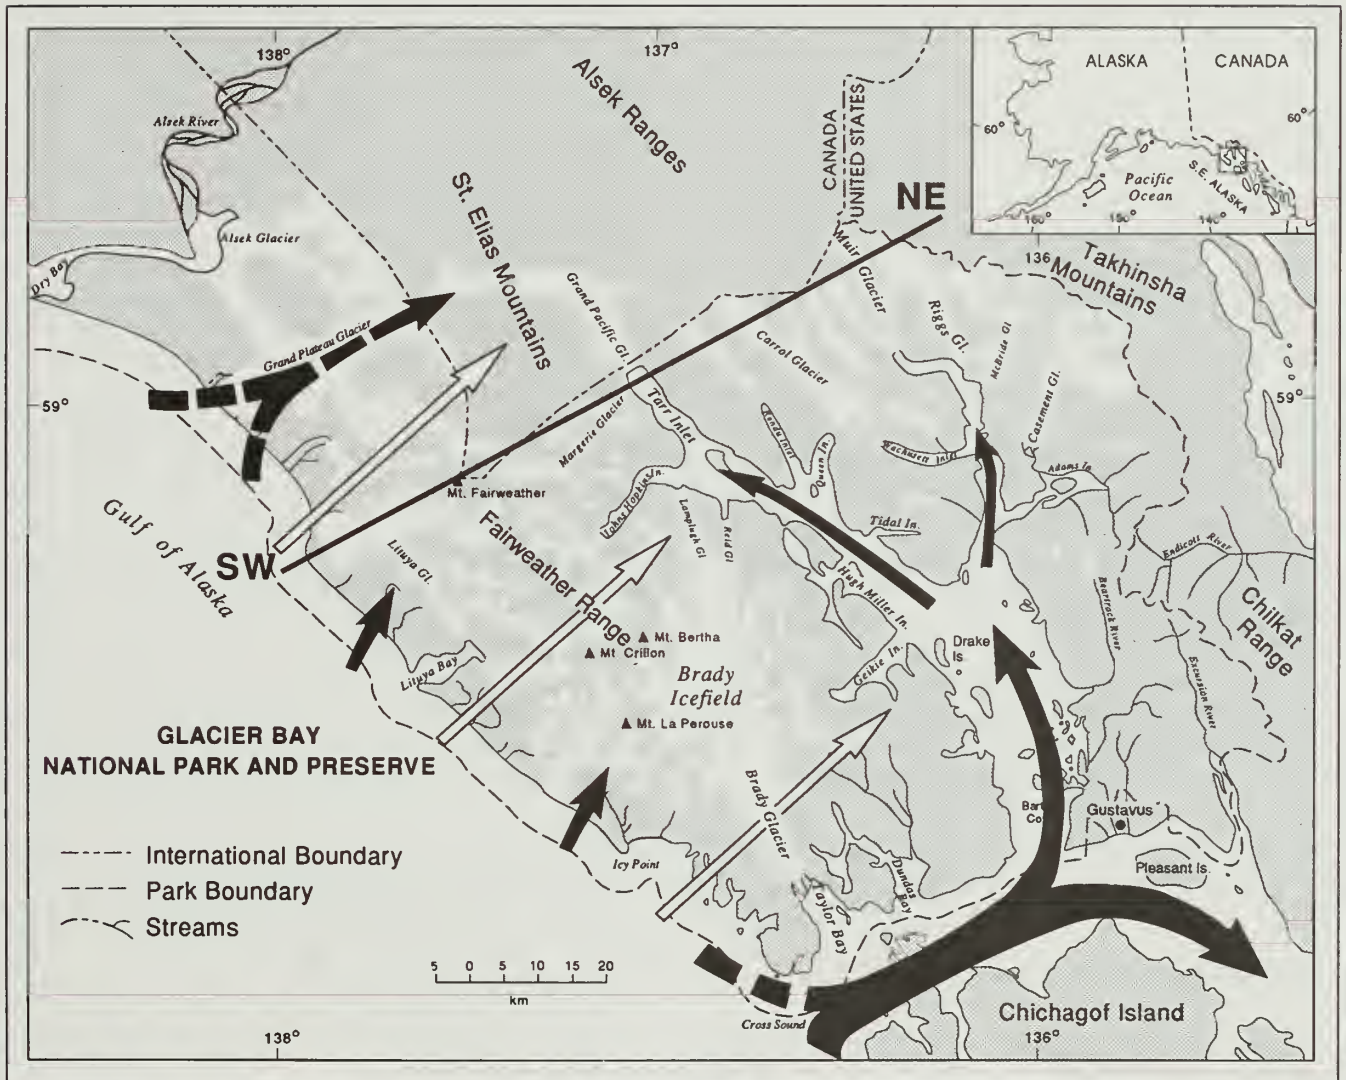 138°
137°
ALASKA
CANADA
60°
60°
Pacific
Ocean
S.E. ALASKA
160°
150°
140°
Alsek River
Alsek Ranges
CANADA
UNITED STATES
NE
St. Elias Mountains
Alsek Glacier
Dry Bay
Muir Glacier
136
Takhinsha
Mountains
Grand Pacific Gl.
Riggs Gl.
McBride Gl
Grand Plateau Glacier
Carrol Glacier
59°
59°
Casement Gl.
Tarr Inlet
Margerie Glacier
Rendu Inlet
Queen In.
Wachusett Inlet
Adams In
Mt. Fairweather
Johns Hopkins In.
Lamplugh Gl
Reid Gl
Tidal In.
Gulf of Alaska
Fairweather Range
Endicott River
SW
Lituya Gl.
Hugh Miller In.
Beartrack River
Chilkat
Range
Mt. Bertha
Mt Crillon
Drake
Is.
Lituya Bay
Geikie In.
Excursion River
Brady
Icefield
Mt. La Perouse
GLACIER BAY
NATIONAL PARK AND PRESERVE
Brady Glacier
Gustavus
International Boundary
Park Boundary
Streams
Icy Point
Pleasant Is.
Dundas Bay
Taylor Bay
5 0 5 10 15 20
km
Cross Sound
Chichagof Island
138°
136°